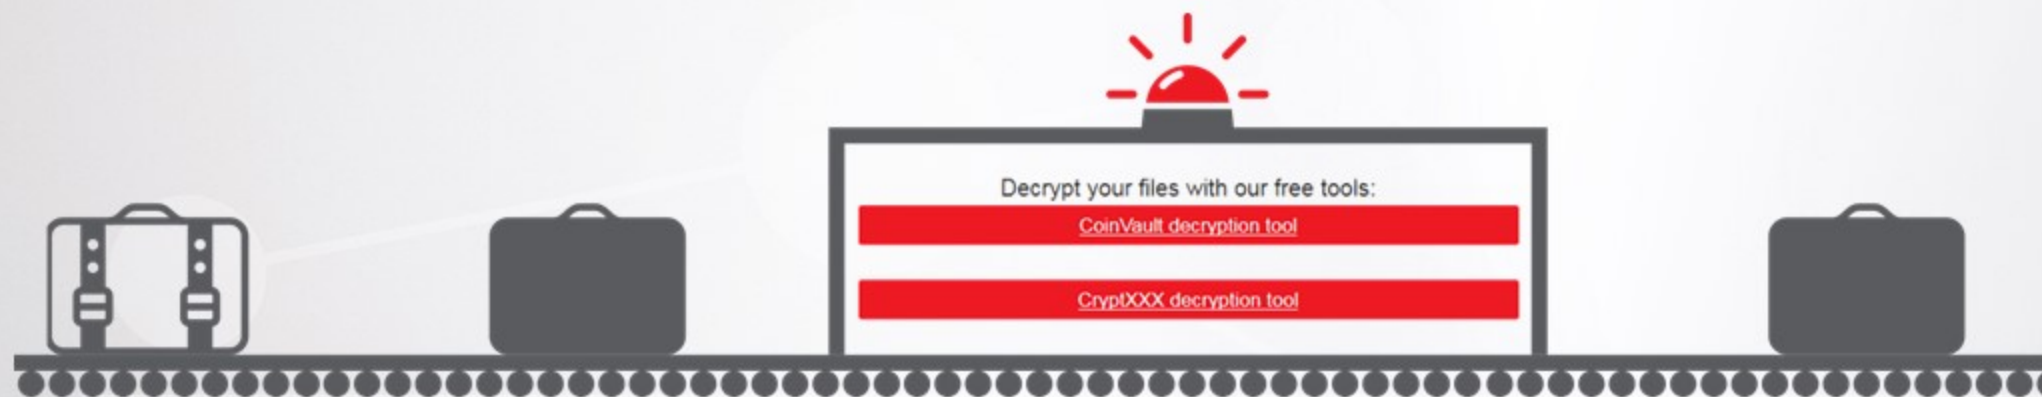 Decrypt your files with our free tools:
CoinVault decryption tool
CryptXXX decryption tool